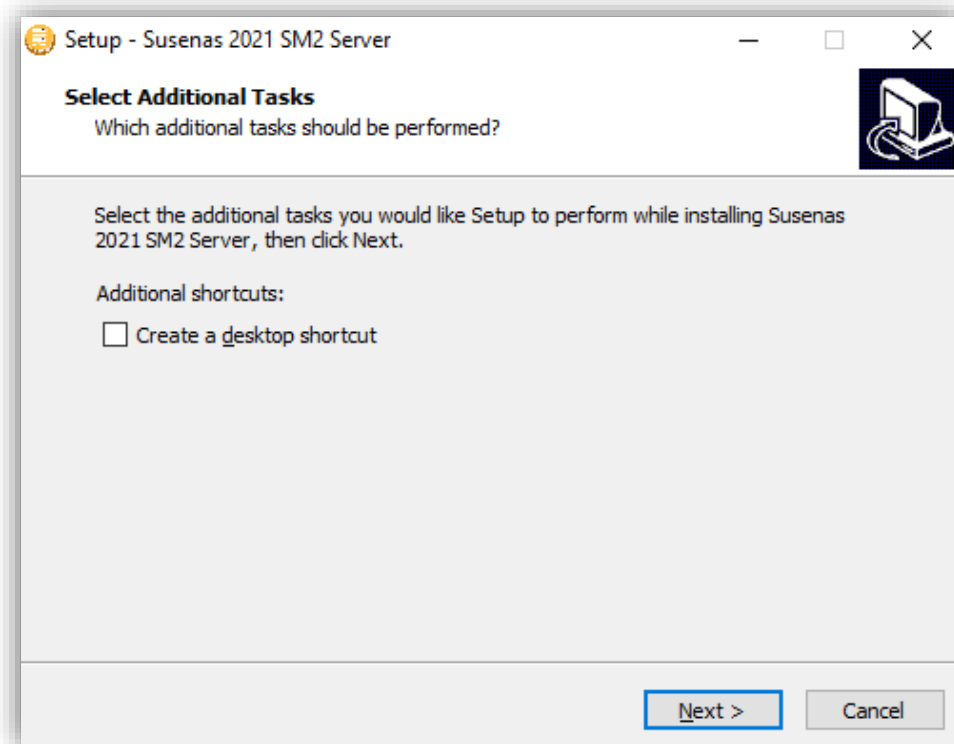 Setup - Susenas 2021 SM2 Server
Select Additional Tasks
Which additional tasks should be performed?
Select the additional tasks you would like Setup to perform while installing Susenas
2021 SM2 Server, then click Next.
Additional shortcuts:
Create a desktop shortcut
Next >
Cancel